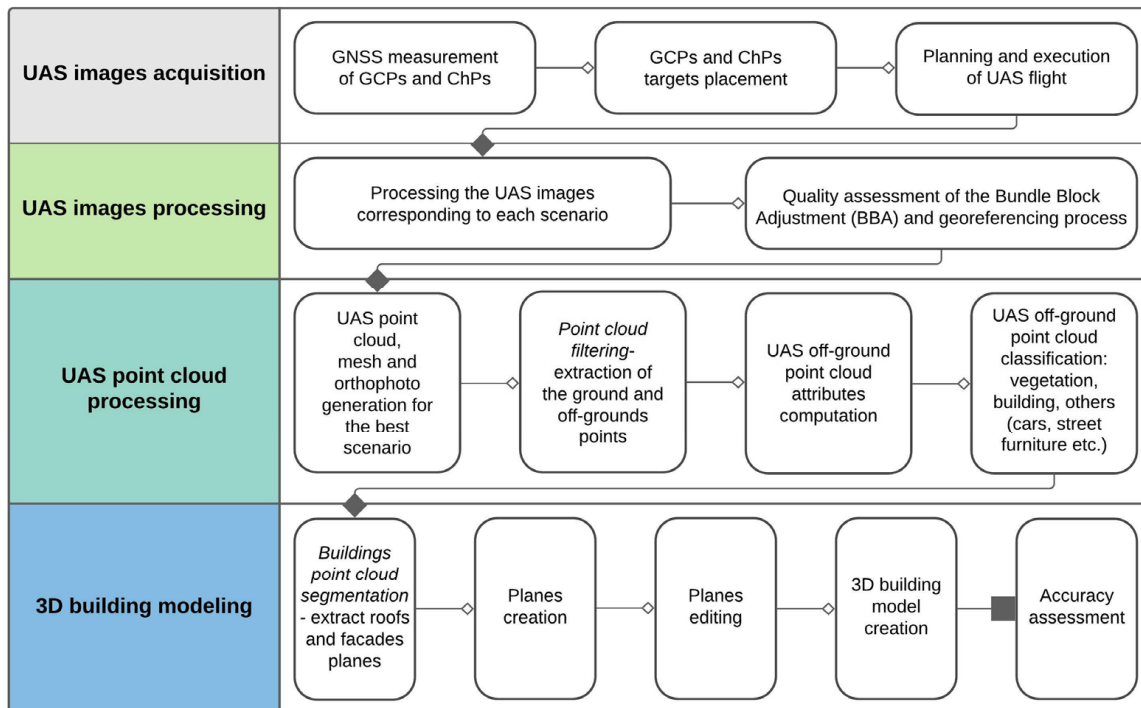 UAS images acquisition
GNSS measurement
of GCPs and ChPs
GCPs and ChPs
targets placement
Planning and execution
of UAS flight
UAS images processing
Processing the UAS images
corresponding to each scenario
Quality assessment of the Bundle Block
Adjustment (BBA) and georeferencing process
UAS point cloud
processing
UAS point
cloud,
mesh and
orthophoto
generation for
the best
scenario
Point cloud
filtering-
extraction of
the ground and
off-grounds
points
UAS off-ground
point cloud
attributes
computation
UAS off-ground
point cloud
classification:
vegetation,
building, others
(cars, street
furniture etc.)
3D building modeling
Buildings
point cloud
segmentation
- extract roofs
and facades
planes
Planes
creation
Planes
editing
3D building
model
creation
Accuracy
assessment